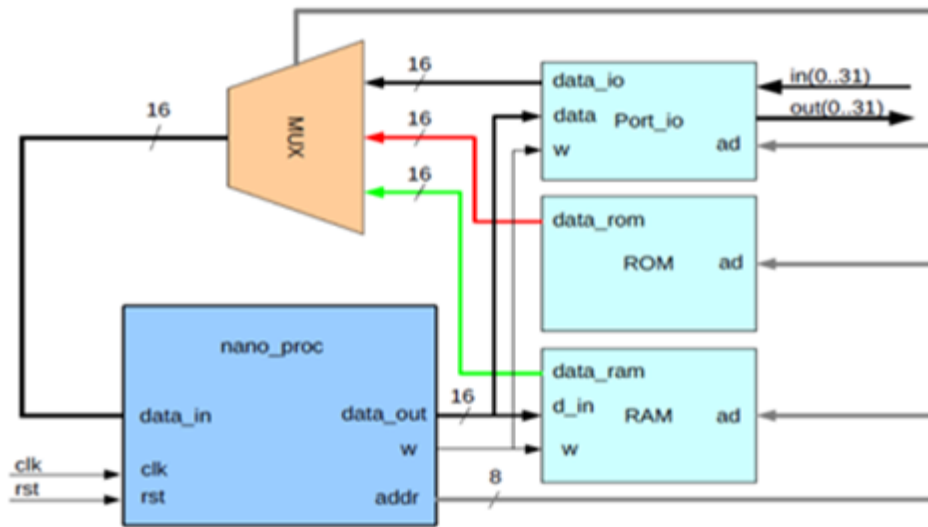 16
data_io
in(0..31)
out(0..31)
16
16
data
Port_io
MUX
w
ad
16
data_rom
ROM
ad
nano_proc
data_ram
data_in
data_out
16
d_in
RAM
ad
w
w
clk
clk
rst
rst
addr
8